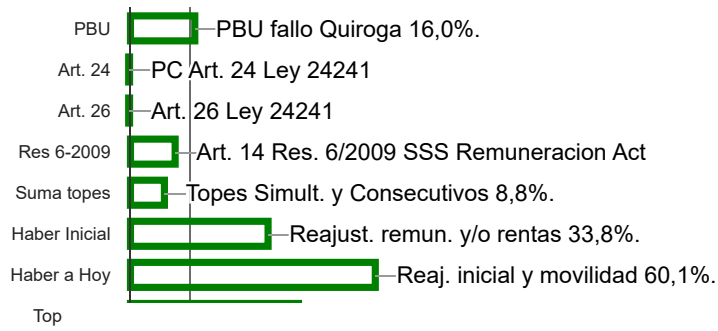 PBU PBU fallo Quiroga 16,0%.
Art. 24 PC Art. 24 Ley 24241
Art. 26 Art. 26 Ley 24241
Res 6-2009 Art. 14 Res. 6/2009 SSS Remuneracion Act
Suma topes Topes Simult. y Consecutivos 8,8%.
Haber Inicial Reajust. remun. y/o rentas 33,8%.
Haber a Hoy Reaj. inicial y movilidad 60,1%.
Top